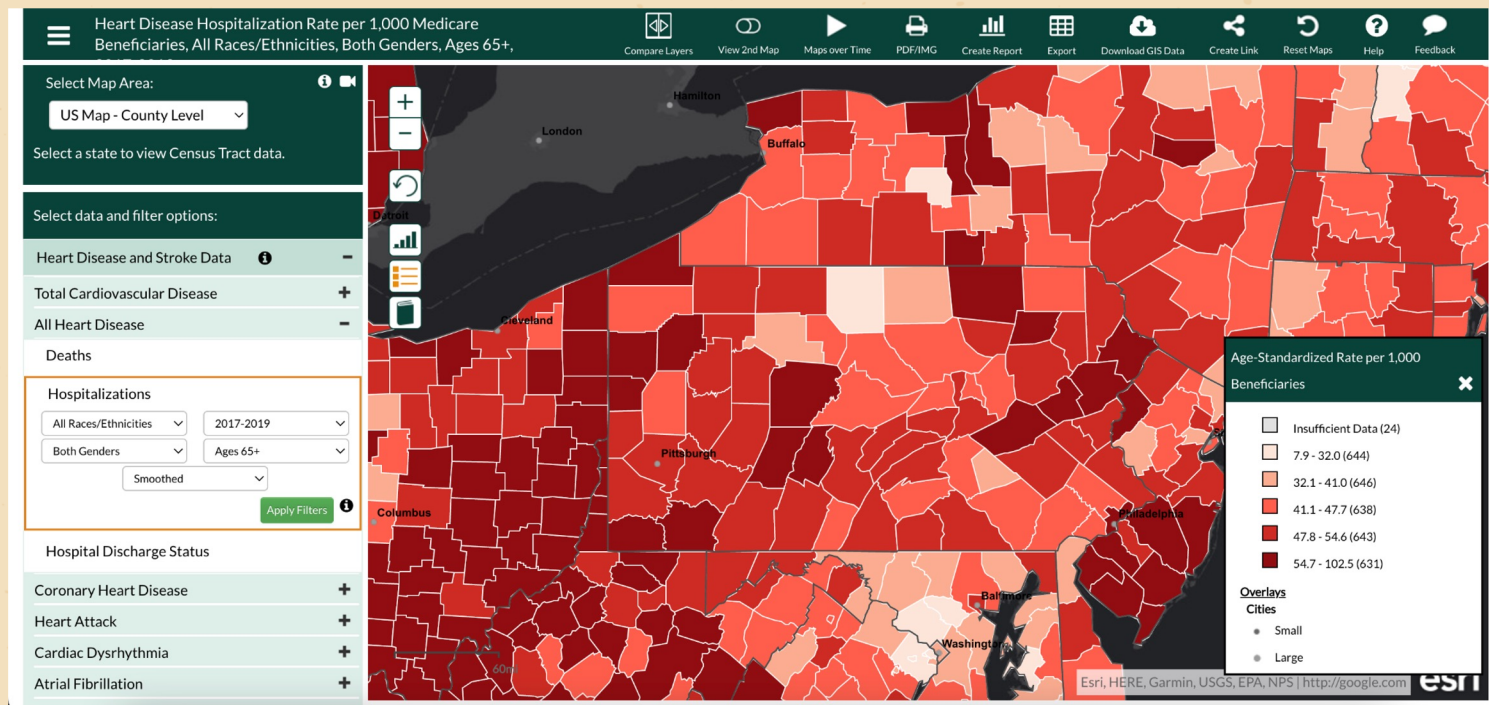 Heart Disease Hospitalization Rate per 1,000 Medicare
Beneficiaries, All Races/Ethnicities, Both Genders, Ages 65+,
Compare Layers
View 2nd Map
Maps over Time
PDF/IMG
Create Report
Export
Download GIS Data
Create Link
Reset Maps
Help
Feedback
Select Map Area:
US Map - County Level
Select a state to view Census Tract data.
Select data and filter options:
Heart Disease and Stroke Data
Total Cardiovascular Disease
All Heart Disease
Deaths
Hospitalizations
All Races/Ethnicities
2017-2019
Both Genders
Ages 65+
Smoothed
Apply Filters
Hospital Discharge Status
Coronary Heart Disease
Heart Attack
Cardiac Dysrhythmia
Atrial Fibrillation
+
−
Hamilton
London
Buffalo
Detroit
Cleveland
Pittsburgh
Columbus
Philadelphia
Baltimore
Washington
60mi
Age-Standardized Rate per 1,000
Beneficiaries
Insufficient Data (24)
7.9 - 32.0 (644)
32.1 - 41.0 (646)
41.1 - 47.7 (638)
47.8 - 54.6 (643)
54.7 - 102.5 (631)
Overlays
Cities
Small
Large
Esri, HERE, Garmin, USGS, EPA, NPS | http://google.com
esri